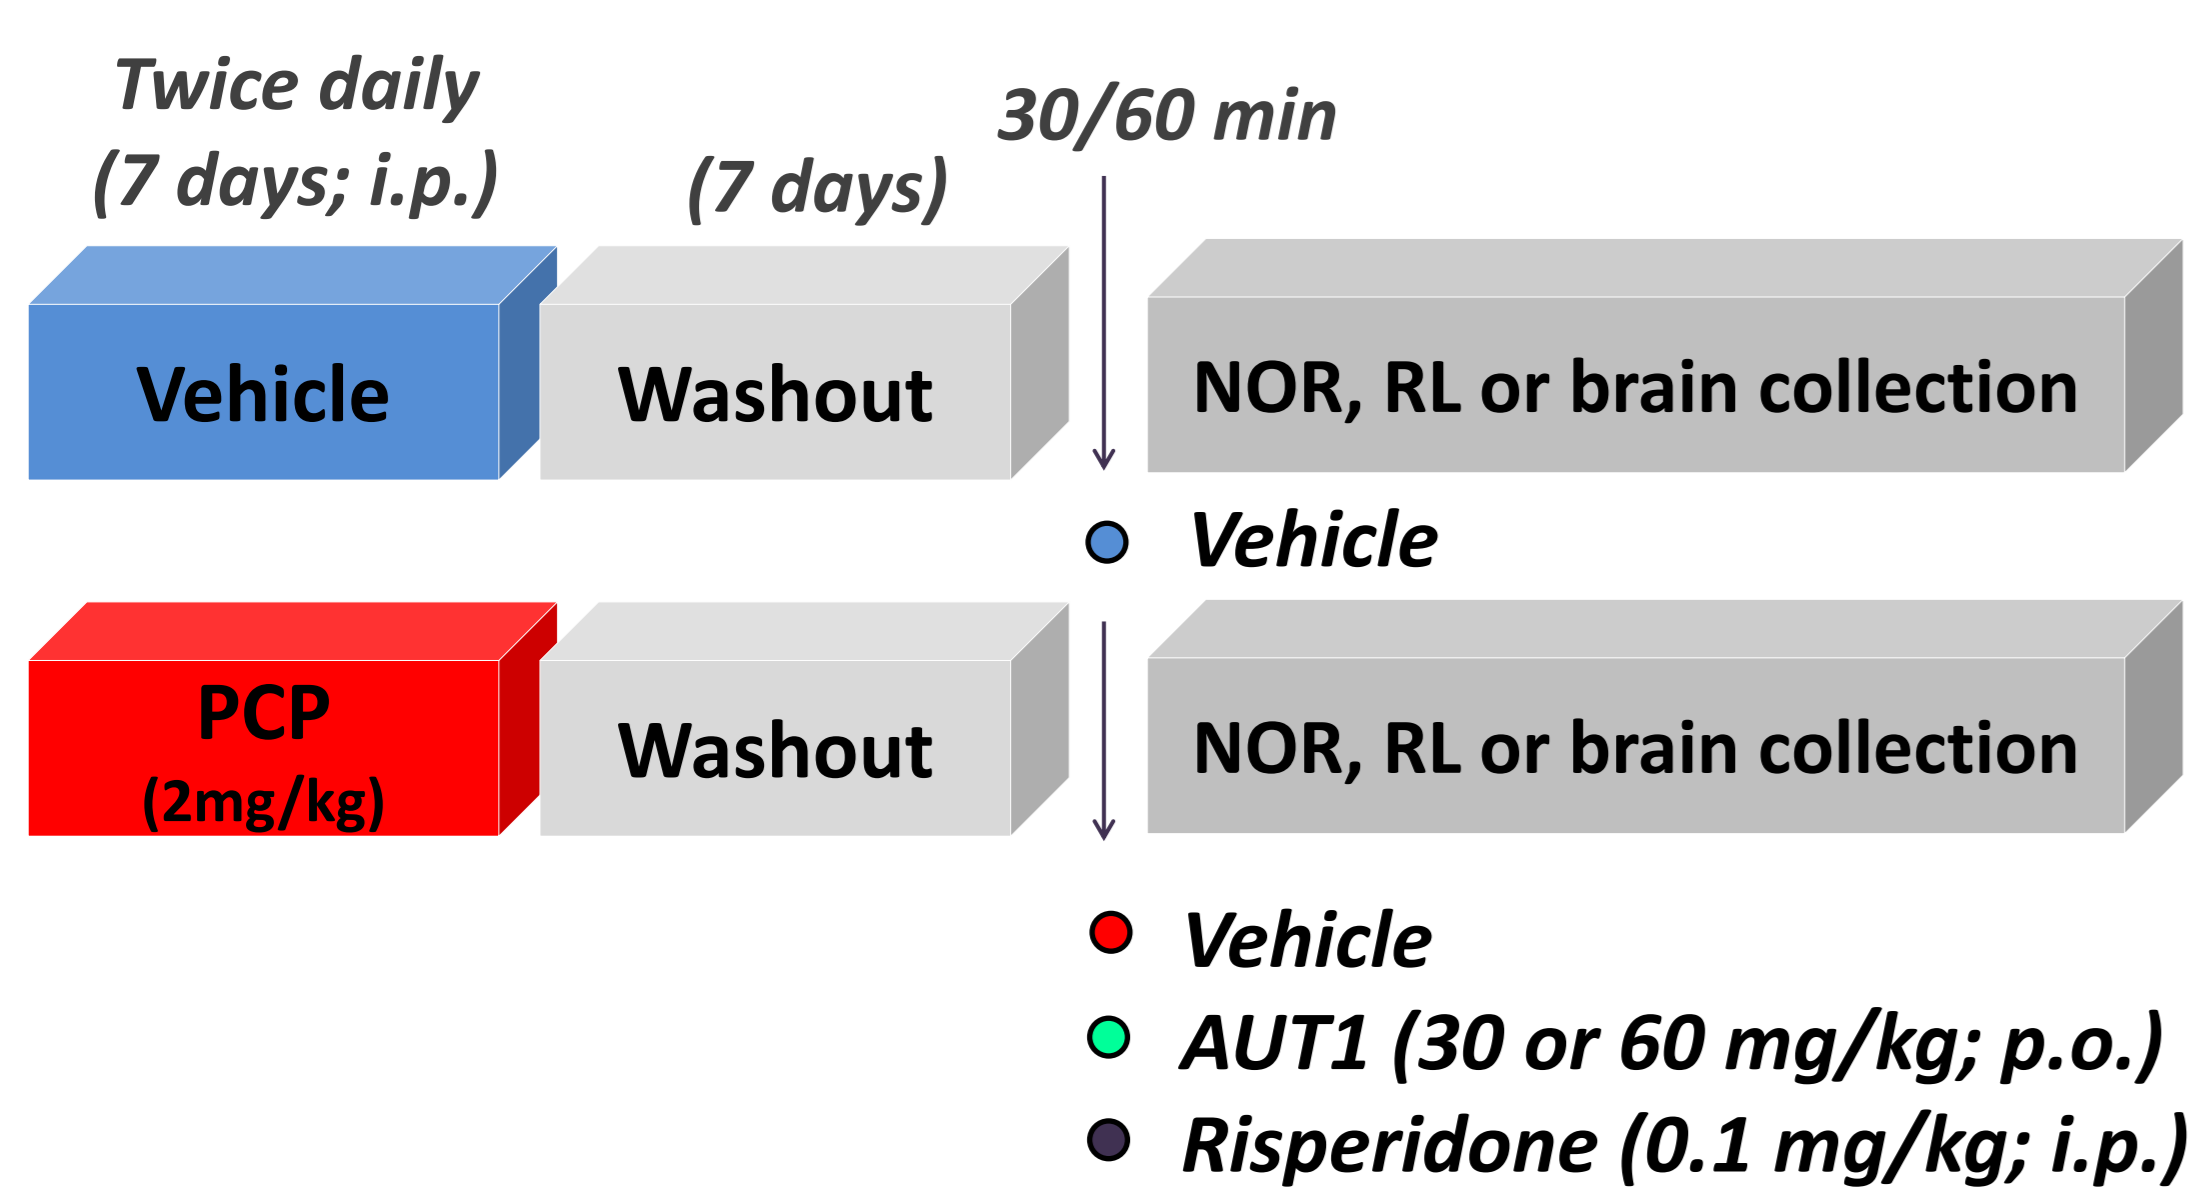 Twice daily
(7 days; i.p.)
(7 days)
30/60 min
Vehicle
Washout
NOR, RL or brain collection
Vehicle
PCP
(2mg/kg)
Washout
NOR, RL or brain collection
Vehicle
AUT1 (30 or 60 mg/kg; p.o.)
Risperidone (0.1 mg/kg; i.p.)